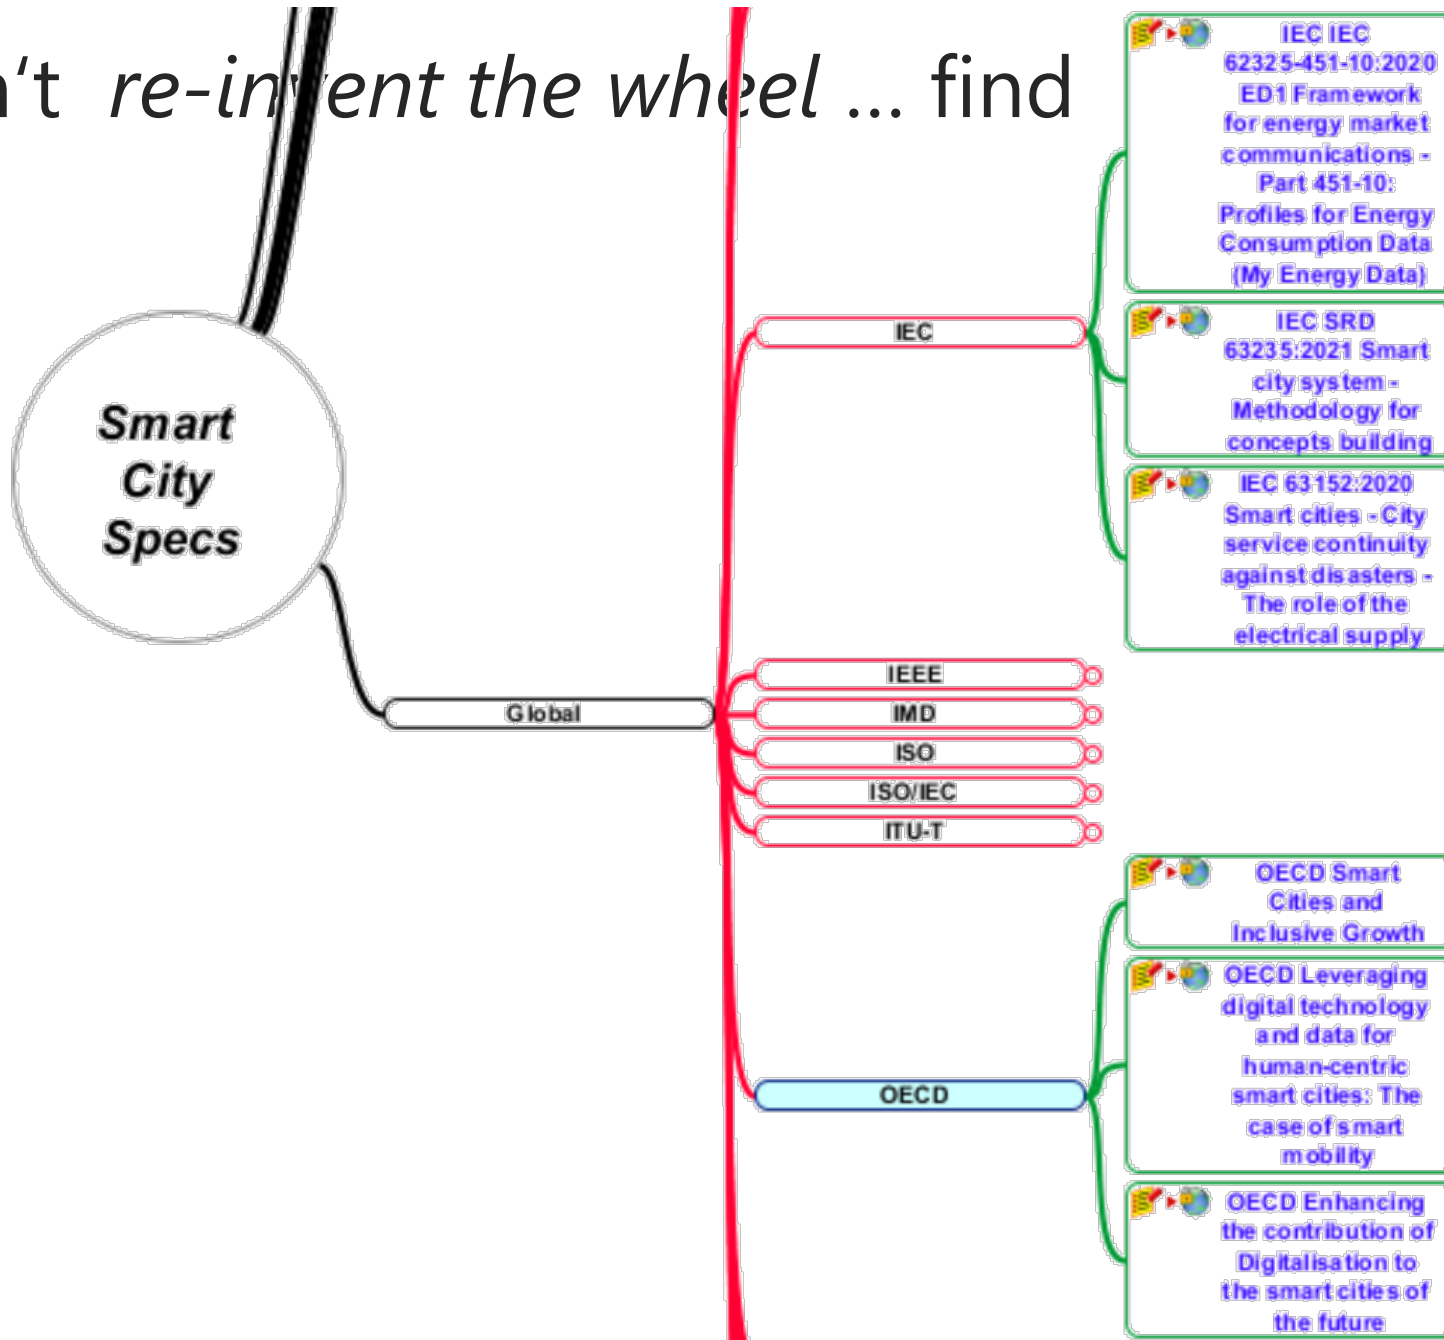 n‘t re-invent the wheel ... find
Smart
City
Specs
Global
IEC
IEC IEC
62325-451-10:2020
ED1 Framework
for energy market
communications -
Part 451-10:
Profiles for Energy
Consumption Data
(My Energy Data)
IEC SRD
63235:2021 Smart
city system -
Methodology for
concepts building
IEC 63152:2020
Smart cities - City
service continuity
against disasters -
The role of the
electrical supply
IEEE
IMD
ISO
ISO/IEC
ITU-T
OECD
OECD Smart
Cities and
Inclusive Growth
OECD Leveraging
digital technology
and data for
human-centric
smart cities: The
case of smart
mobility
OECD Enhancing
the contribution of
Digitalisation to
the smart cities of
the future